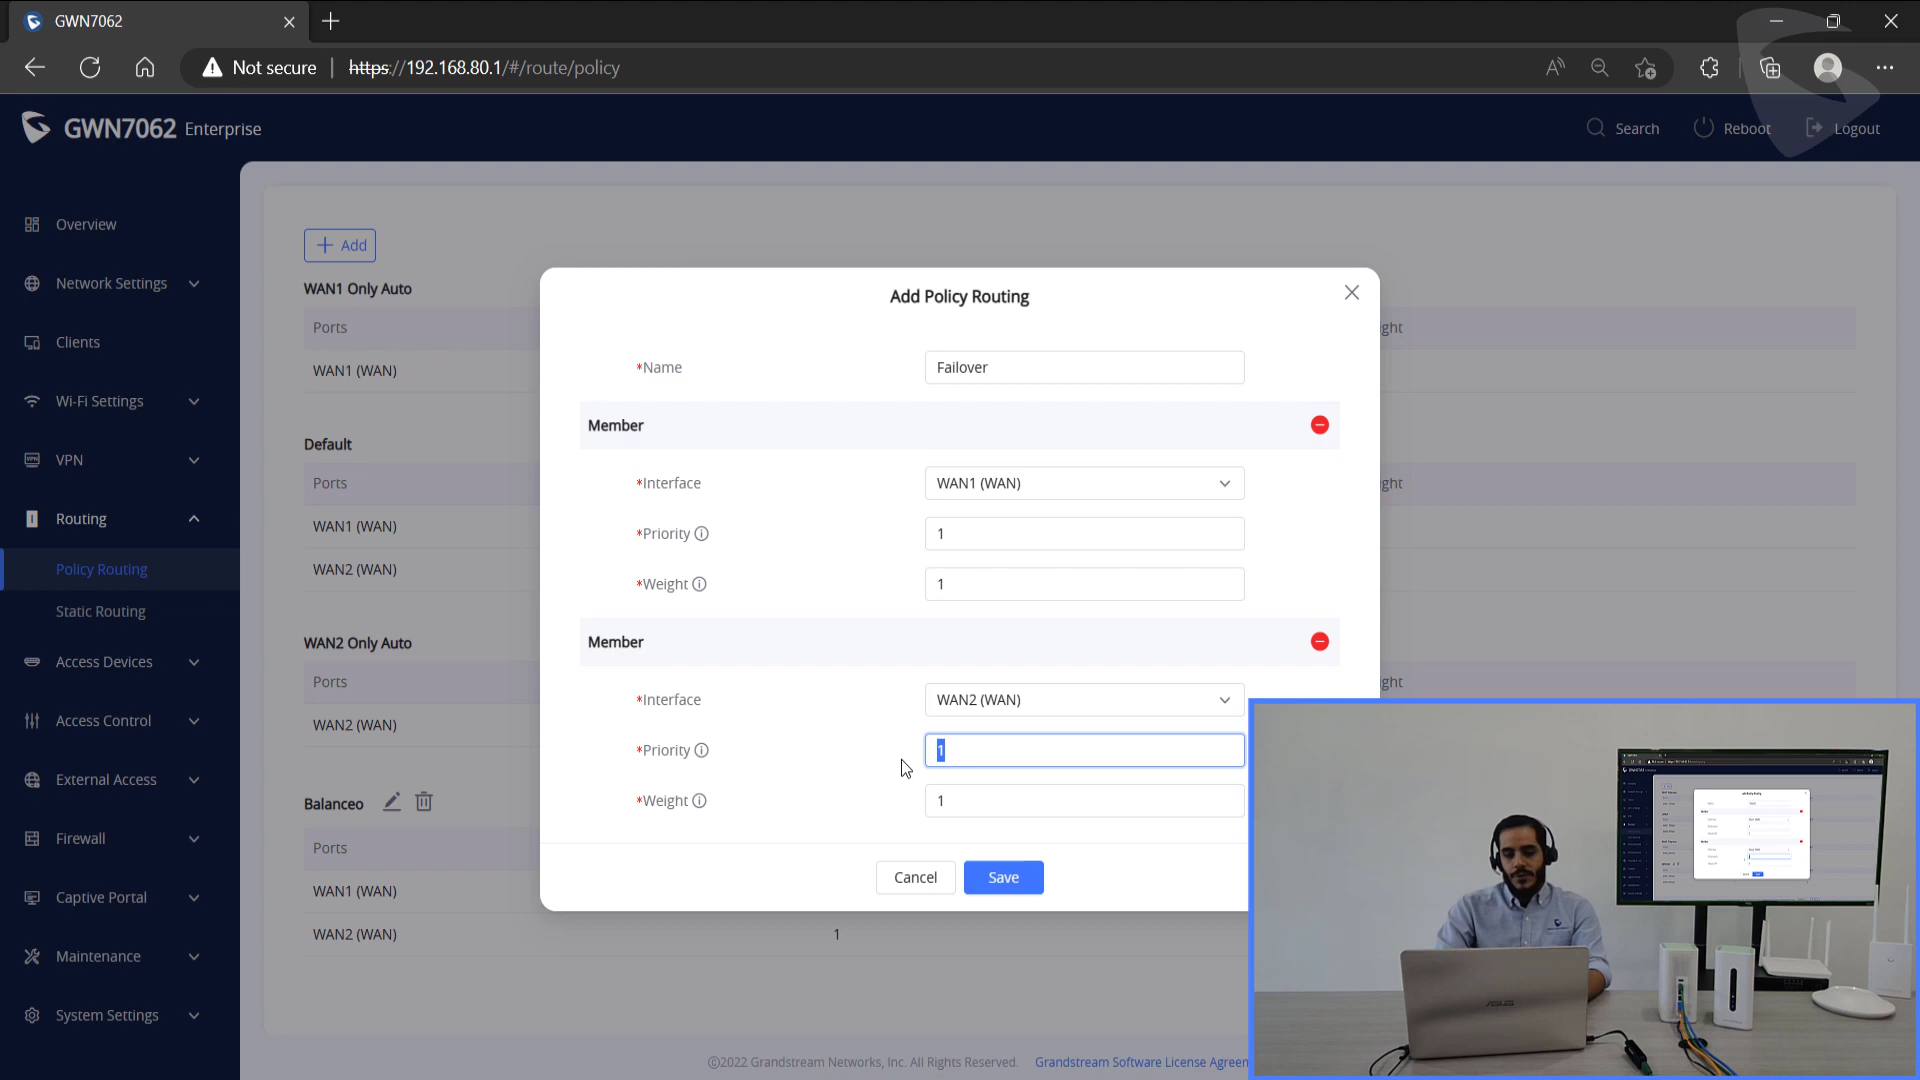 GWN7062
Not secure
https://192.168.80.1/#/route/policy
GWN7062 Enterprise
Search
Reboot
Logout
Overview
Network Settings
Clients
Wi-Fi Settings
VPN
Routing
Policy Routing
Static Routing
Access Devices
Access Control
External Access
Firewall
Captive Portal
Maintenance
System Settings
+ Add
WAN1 Only Auto
Ports
ght
WAN1 (WAN)
Default
Ports
ght
WAN1 (WAN)
WAN2 (WAN)
WAN2 Only Auto
Ports
ght
WAN2 (WAN)
Balanceo
Ports
WAN1 (WAN)
WAN2 (WAN) 1
Add Policy Routing
*Name Failover
Member
*Interface WAN1 (WAN)
*Priority 1
*Weight 1
Member
*Interface WAN2 (WAN)
*Priority 1
*Weight 1
Cancel
Save
©2022 Grandstream Networks, Inc. All Rights Reserved. Grandstream Software License Agreen
ASUS